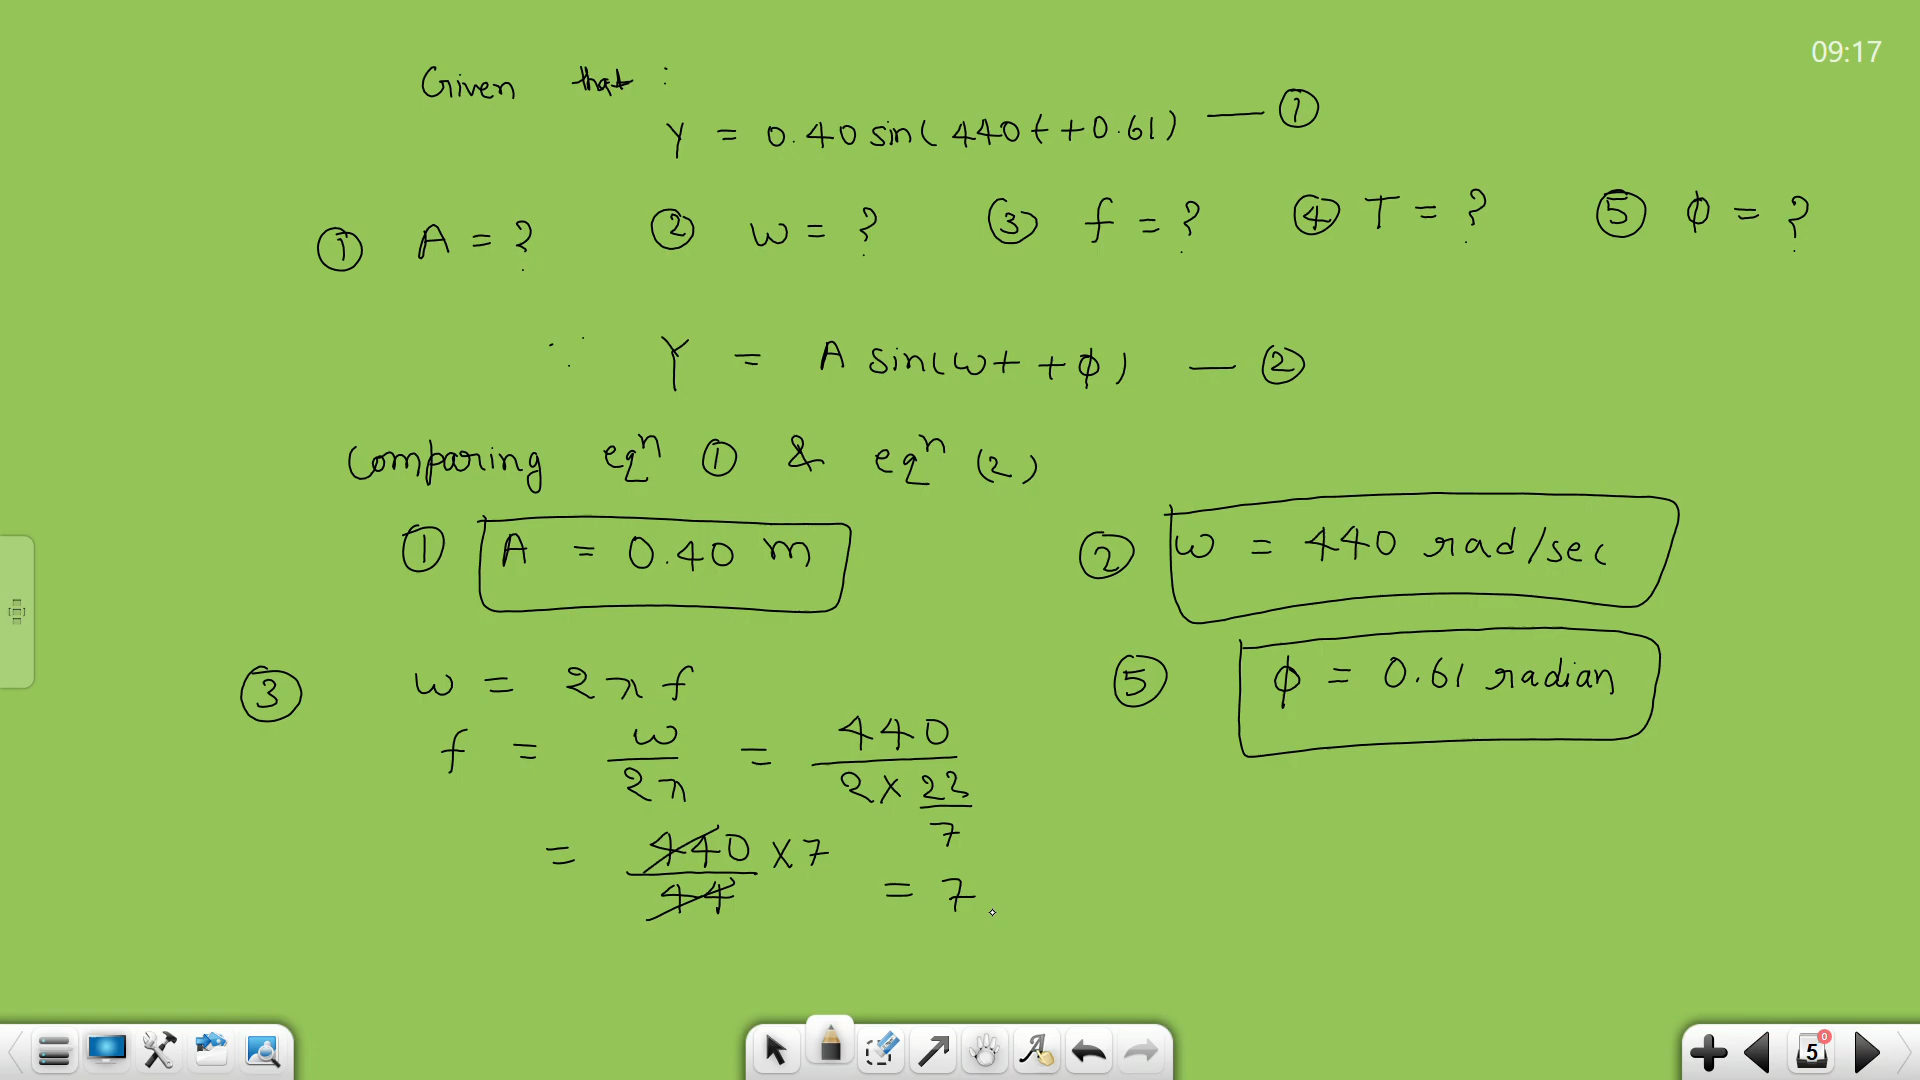 09:17
Given that :
Y = 0.40 sin( 440t + 0.61) — ①
① A = ? ② w = ? ③ f = ? ④ T = ? ⑤ ϕ = ?
∵ Y = A sin(wt + ϕ) — ②
Comparing eqⁿ ① & eqⁿ (2)
① A = 0.40 m ② w = 440 rad/sec
③ w = 2πf ⑤ ϕ = 0.61 radian
f = w/2π = 440/(2 × 22/7)
= 440/44 × 7 = 7
5
0